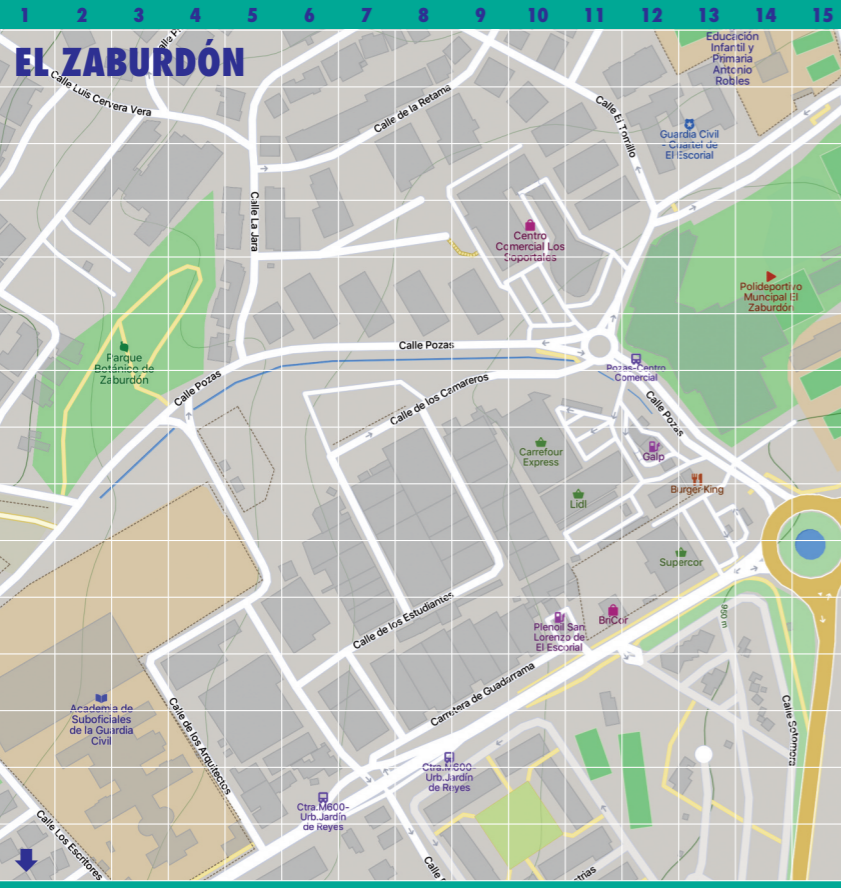 1 2 3 4 5 6 7 8 9 10 11 12 13 14 15
EL ZABURDÓN
Educación
Infantil y
Primaria
Antonio
Robles
Calle Luis Cervera Vera
Calle de la Retama
Calle El Tomillo
Guardia Civil
- Cuartel de
El Escorial
Calle La Jara
Centro
Comercial Los
Soportales
Polideportivo
Muncipal El
Zaburdón
Calle Pozas
Parque
Botánico de
Zaburdón
Pozas-Centro
Comercial
Calle Pozas
Calle de los Camareros
Calle Pozas
Carrefour
Express
Galp
Burger King
Lidl
Supercor
Calle de los Estudiantes
Plenoil San
Lorenzo de
El Escorial
BriCor
950 m
Carretera de Guadarrama
Academia de
Suboficiales
de la Guardia
Civil
Calle de los Arquitectos
Calle Solomora
Ctra.M600-
Urb.Jardín
de Reyes
Ctra.M600-
Urb.Jardín
de Reyes
Calle Los Escritores
Calle